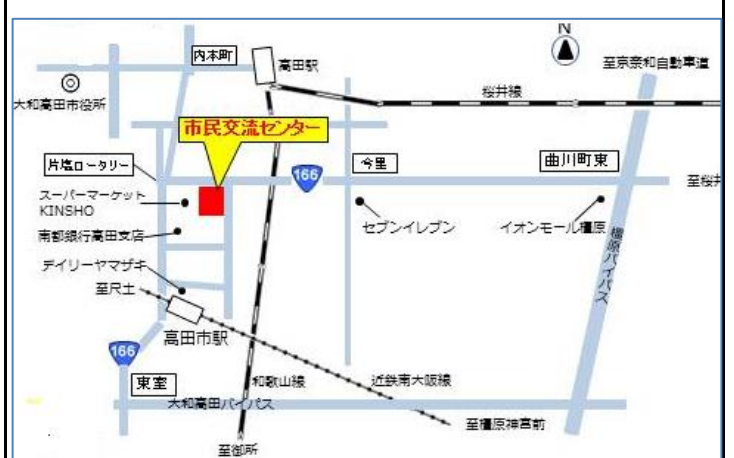 N
内本町
高田駅
至京奈和自動車道
大和高田市役所
桜井線
市民交流センター
片塩ロータリー
今里
曲川町東
166
至桜井
スーパーマーケット
KINSHO
セブンイレブン
イオンモール橿原
南都銀行高田支店
橿原バイパス
デイリーヤマザキ
至尺土
高田市駅
166
東室
和歌山線
近鉄南大阪線
大和高田バイパス
至橿原神宮前
至御所